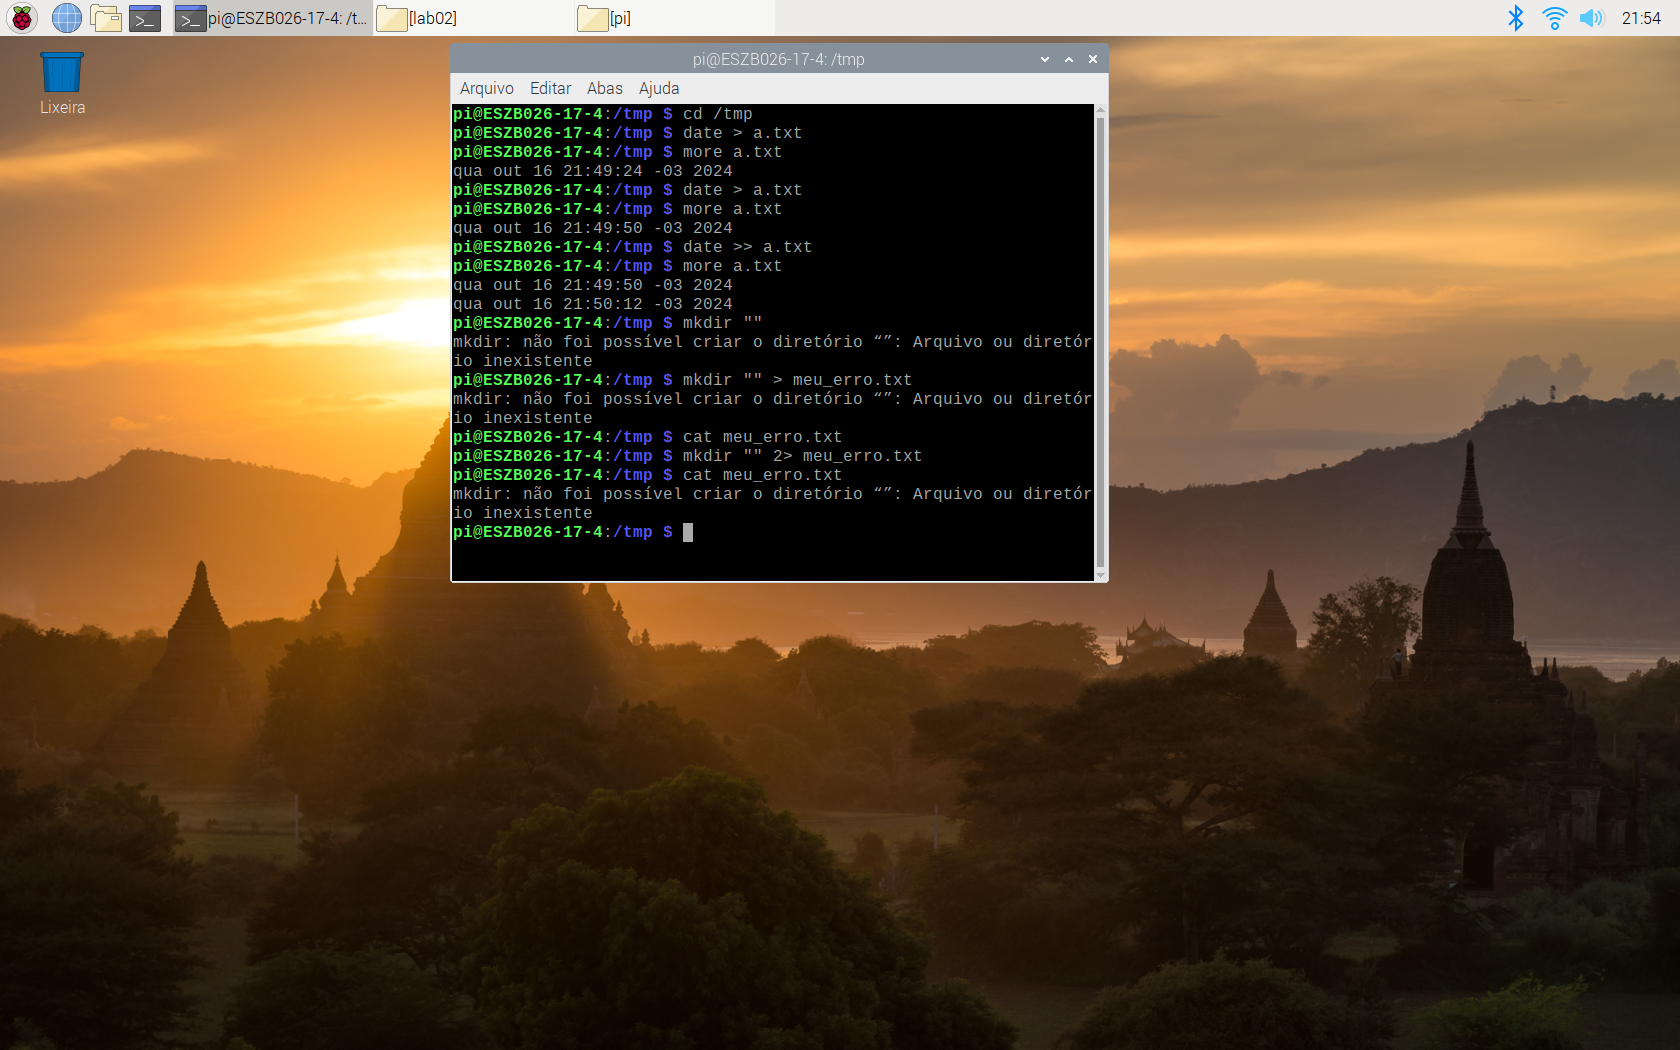 pi@ESZB026-17-4: /t...
[lab02]
[pi]
21:54
Lixeira
pi@ESZB026-17-4: /tmp
Arquivo Editar Abas Ajuda
pi@ESZB026-17-4:/tmp $ cd /tmp
pi@ESZB026-17-4:/tmp $ date > a.txt
pi@ESZB026-17-4:/tmp $ more a.txt
qua out 16 21:49:24 -03 2024
pi@ESZB026-17-4:/tmp $ date > a.txt
pi@ESZB026-17-4:/tmp $ more a.txt
qua out 16 21:49:50 -03 2024
pi@ESZB026-17-4:/tmp $ date >> a.txt
pi@ESZB026-17-4:/tmp $ more a.txt
qua out 16 21:49:50 -03 2024
qua out 16 21:50:12 -03 2024
pi@ESZB026-17-4:/tmp $ mkdir ""
mkdir: não foi possível criar o diretório “”: Arquivo ou diretór
io inexistente
pi@ESZB026-17-4:/tmp $ mkdir "" > meu_erro.txt
mkdir: não foi possível criar o diretório “”: Arquivo ou diretór
io inexistente
pi@ESZB026-17-4:/tmp $ cat meu_erro.txt
pi@ESZB026-17-4:/tmp $ mkdir "" 2> meu_erro.txt
pi@ESZB026-17-4:/tmp $ cat meu_erro.txt
mkdir: não foi possível criar o diretório “”: Arquivo ou diretór
io inexistente
pi@ESZB026-17-4:/tmp $